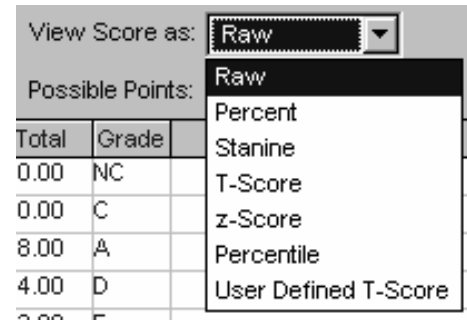 View Score as: Raw
Possible Points:
Raw
Percent
Stanine
T-Score
z-Score
Percentile
User Defined T-Score
Total Grade
0.00 NC
0.00 C
8.00 A
4.00 D